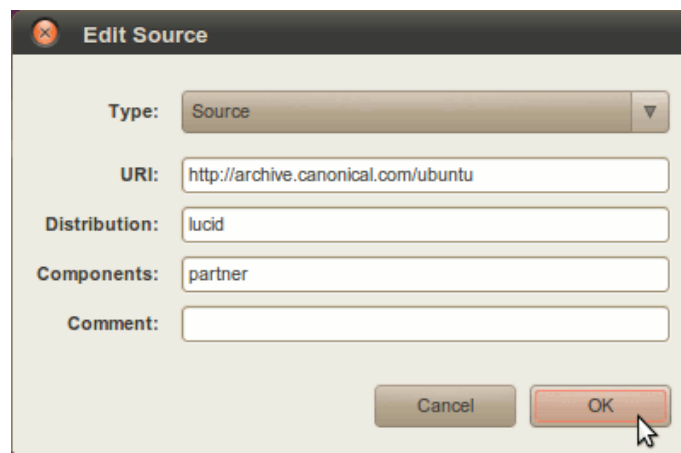 Edit Source
Type: Source
URI: http://archive.canonical.com/ubuntu
Distribution: lucid
Components: partner
Comment:
Cancel OK